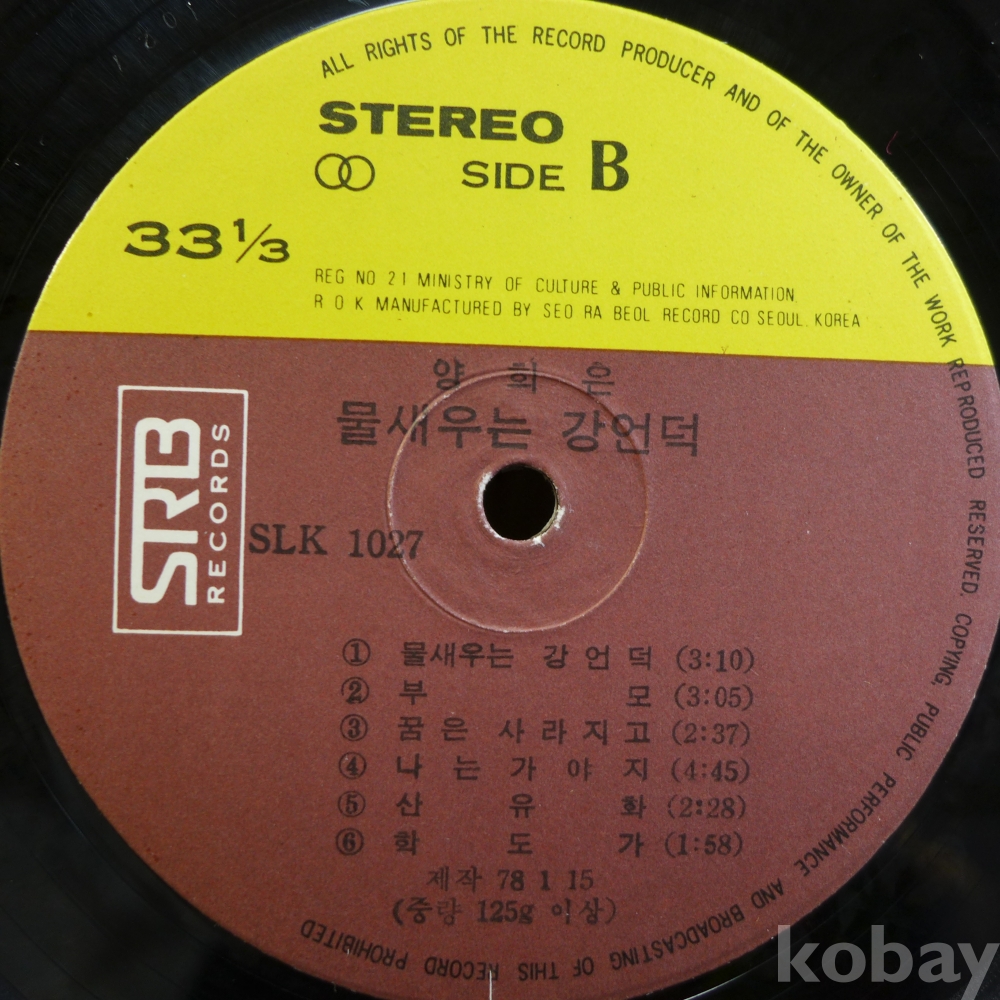 ALL RIGHTS OF THE RECORD PRODUCER AND OF THE OWNER OF THE WORK REPRODUCED RESERVED. COPYING, PUBLIC PERFORMANCE AND BROADCASTING OF THIS RECORD PROHIBITED
STEREO
SIDE B
33 1/3
REG NO 21 MINISTRY OF CULTURE & PUBLIC INFORMATION
R O K MANUFACTURED BY SEO RA BEOL RECORD CO SEOUL. KOREA
양 희 은
물새우는 강언덕
SRB
RECORDS
SLK 1027
① 물새우는 강 언 덕 (3:10)
② 부 모 (3:05)
③ 꿈 은 사 라 지 고 (2:37)
④ 나 는 가 야 지 (4:45)
⑤ 산 유 화 (2:28)
⑥ 학 도 가 (1:58)
제작 78 1 15
(중량 125g 이상)
kobay